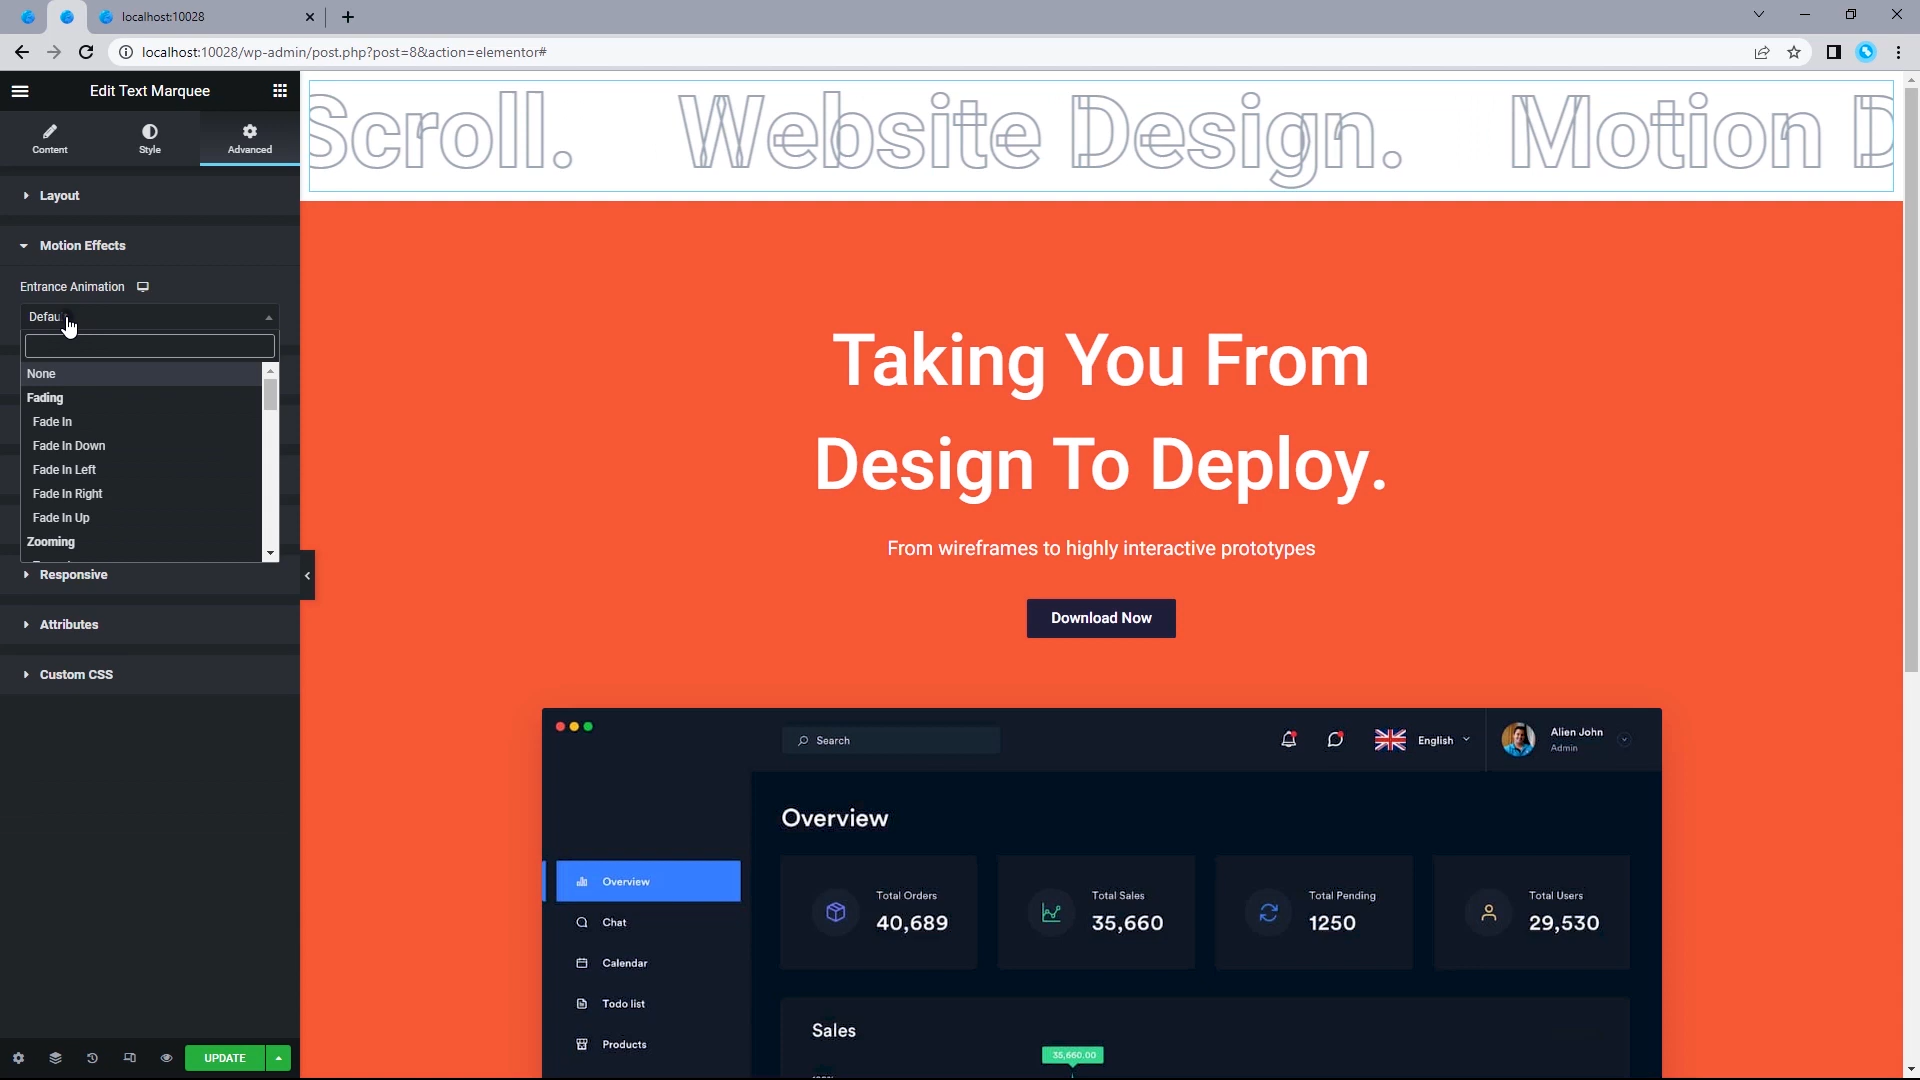 localhost:10028
localhost:10028/wp-admin/post.php?post=8&action=elementor#
Edit Text Marquee
Content
Style
Advanced
Layout
Motion Effects
Entrance Animation
None
Fading
Fade In
Fade In Down
Fade In Left
Fade In Right
Fade In Up
Zooming
Responsive
Attributes
Custom CSS
UPDATE
Scroll. Website Design. Motion D
Taking You From
Design To Deploy.
From wireframes to highly interactive prototypes
Download Now
Search
English
Alien John
Admin
Overview
Overview
Chat
Calendar
Todo list
Products
Total Orders
40,689
Total Sales
35,660
Total Pending
1250
Total Users
29,530
Sales
35,660.00